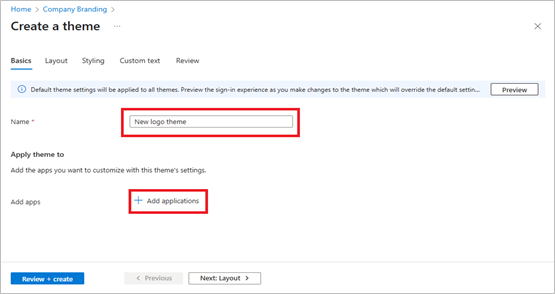 Home > Company Branding >
Create a theme ...
Basics Layout Styling Custom text Review
Default theme settings will be applied to all themes. Preview the sign-in experience as you make changes to the theme which will override the default settin... Preview
Name * New logo theme
Apply theme to
Add the apps you want to customize with this theme's settings.
Add apps + Add applications
Review + create < Previous Next: Layout >